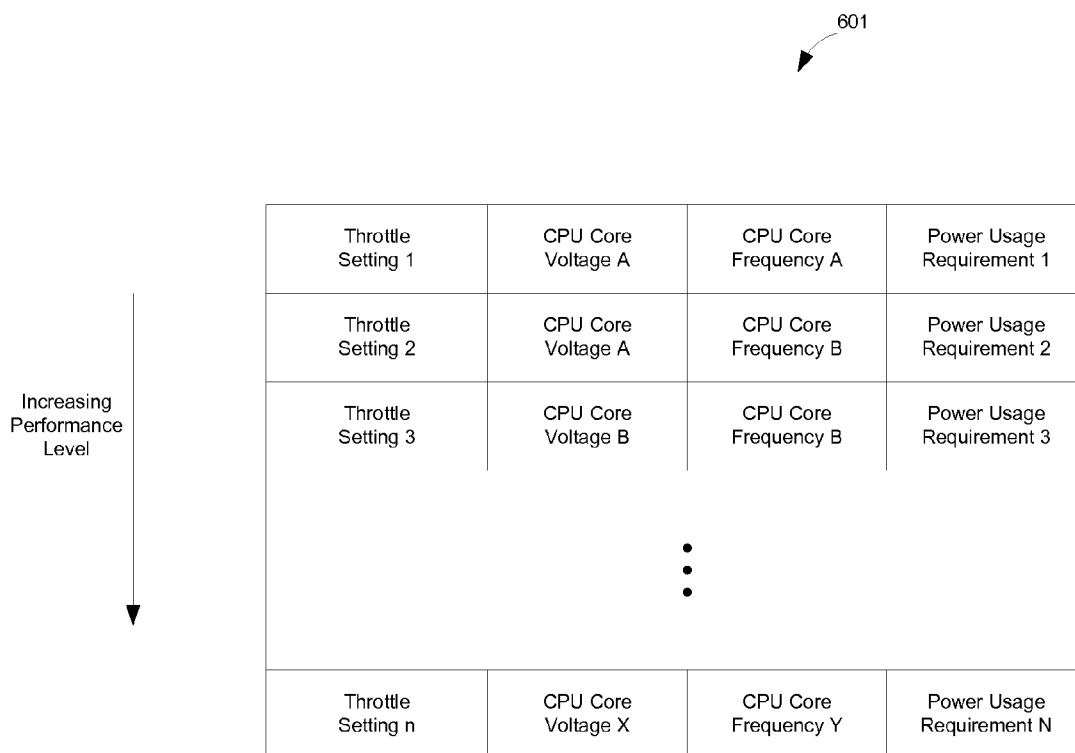 601
Throttle
Setting 1
CPU Core
Voltage A
CPU Core
Frequency A
Power Usage
Requirement 1
Throttle
Setting 2
CPU Core
Voltage A
CPU Core
Frequency B
Power Usage
Requirement 2
Increasing
Performance
Level
Throttle
Setting 3
CPU Core
Voltage B
CPU Core
Frequency B
Power Usage
Requirement 3
Throttle
Setting n
CPU Core
Voltage X
CPU Core
Frequency Y
Power Usage
Requirement N